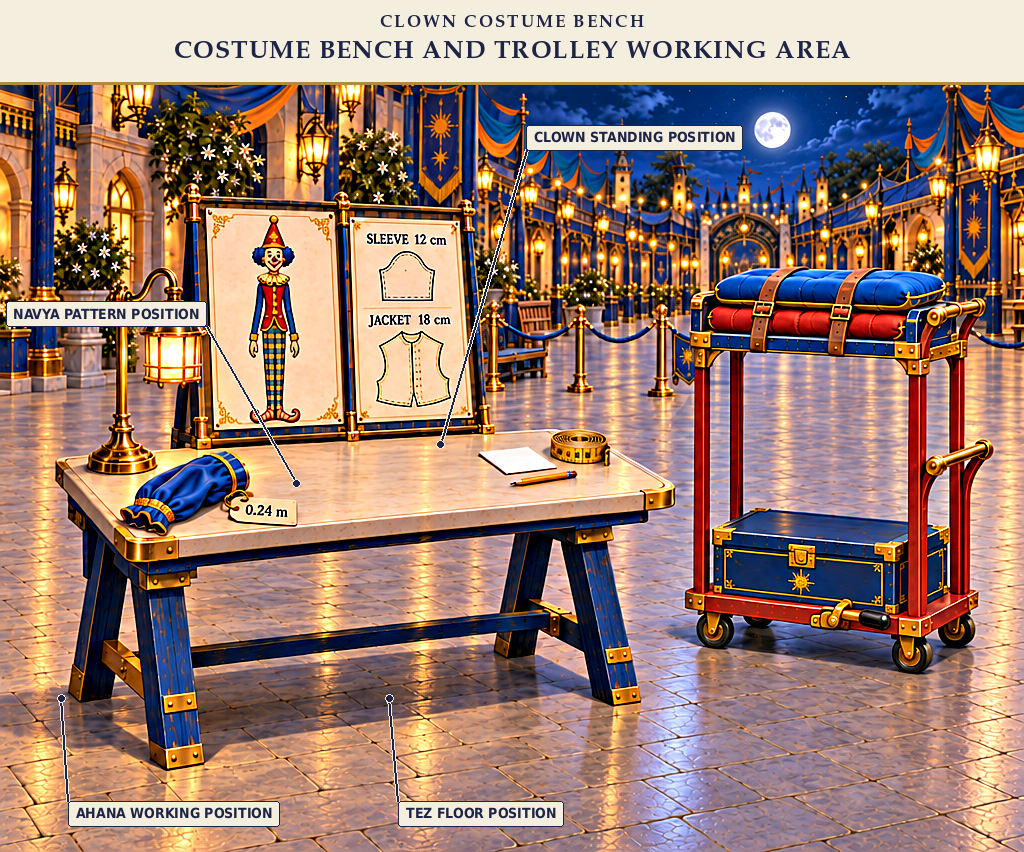 CLOWN COSTUME BENCH
COSTUME BENCH AND TROLLEY WORKING AREA
CLOWN STANDING POSITION
SLEEVE 12 cm
NAVYA PATTERN POSITION
JACKET 18 cm
0.24 m
AHANA WORKING POSITION
TEZ FLOOR POSITION